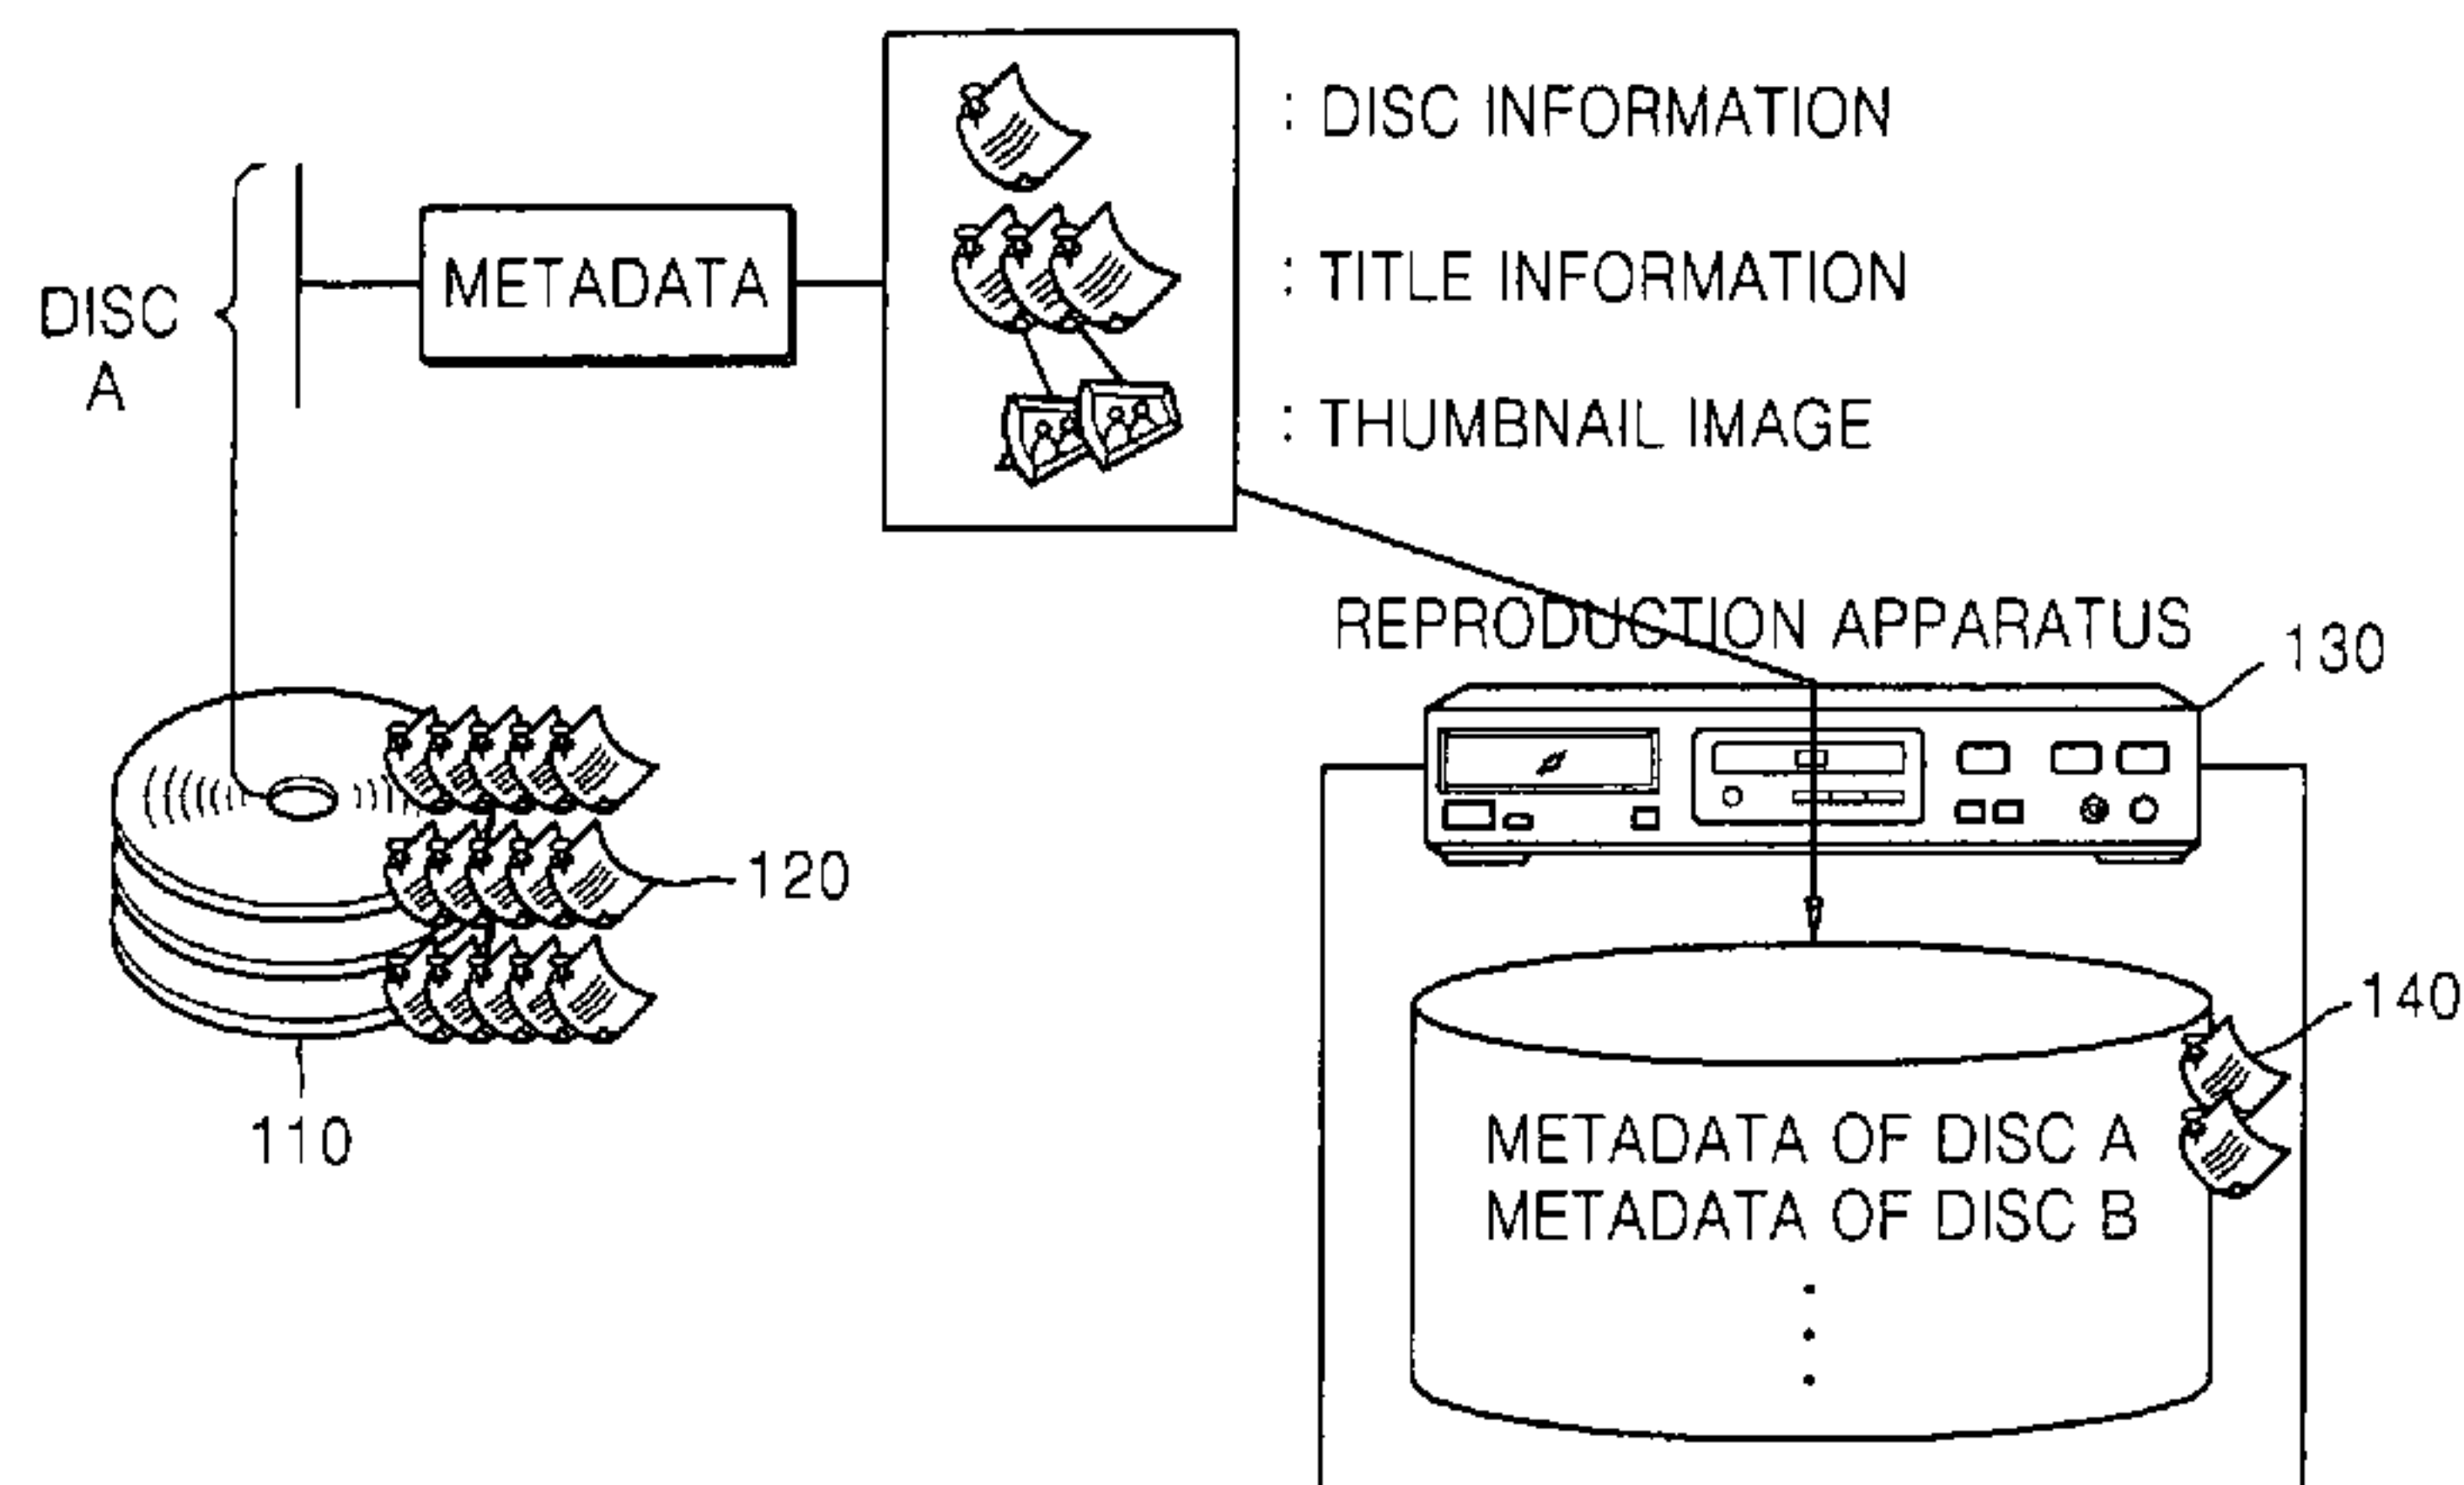 : DISC INFORMATION
METADATA
: TITLE INFORMATION
DISC
A
: THUMBNAIL IMAGE
REPRODUCTION APPARATUS
130
120
140
110
METADATA OF DISC A
METADATA OF DISC B